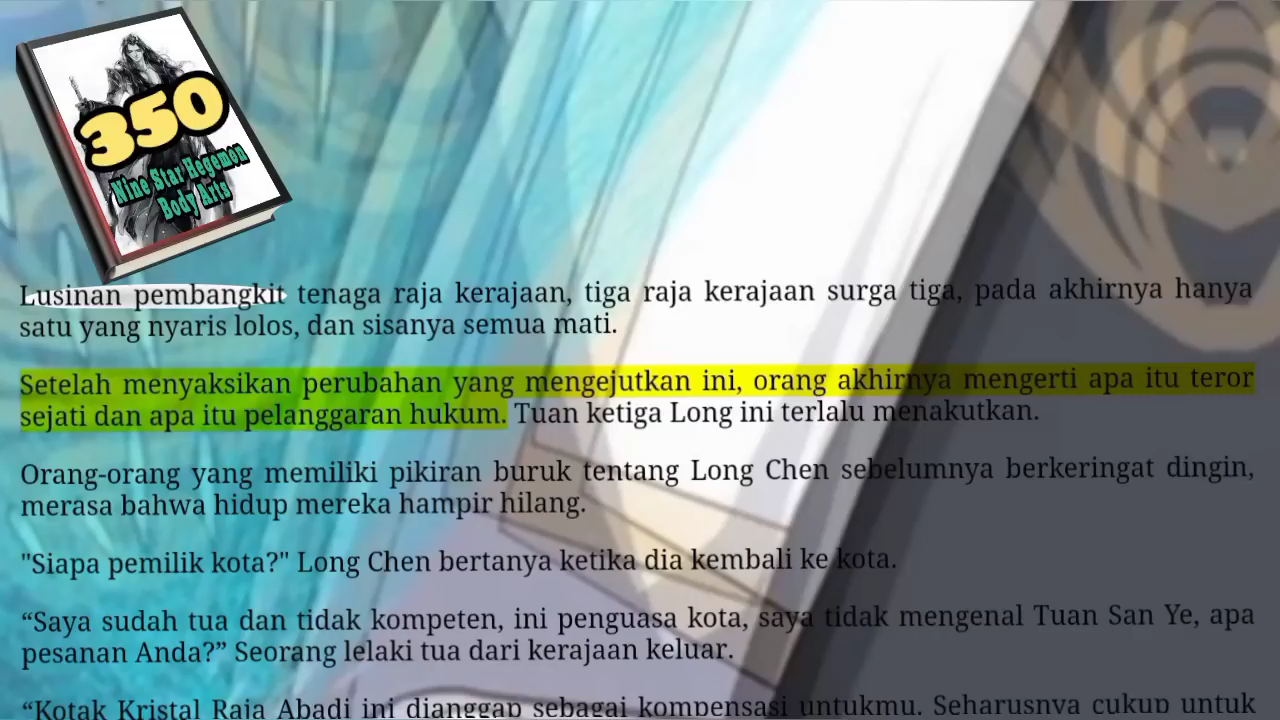 350
Nine Star Hegemon
Body Arts
Lusinan pembangkit tenaga raja kerajaan, tiga raja kerajaan surga tiga, pada akhirnya hanya
satu yang nyaris lolos, dan sisanya semua mati.
Setelah menyaksikan perubahan yang mengejutkan ini, orang akhirnya mengerti apa itu teror
sejati dan apa itu pelanggaran hukum. Tuan ketiga Long ini terlalu menakutkan.
Orang-orang yang memiliki pikiran buruk tentang Long Chen sebelumnya berkeringat dingin,
merasa bahwa hidup mereka hampir hilang.
"Siapa pemilik kota?" Long Chen bertanya ketika dia kembali ke kota.
“Saya sudah tua dan tidak kompeten, ini penguasa kota, saya tidak mengenal Tuan San Ye, apa
pesanan Anda?” Seorang lelaki tua dari kerajaan keluar.
“Kotak Kristal Raja Abadi ini dianggap sebagai kompensasi untukmu. Seharusnya cukup untuk